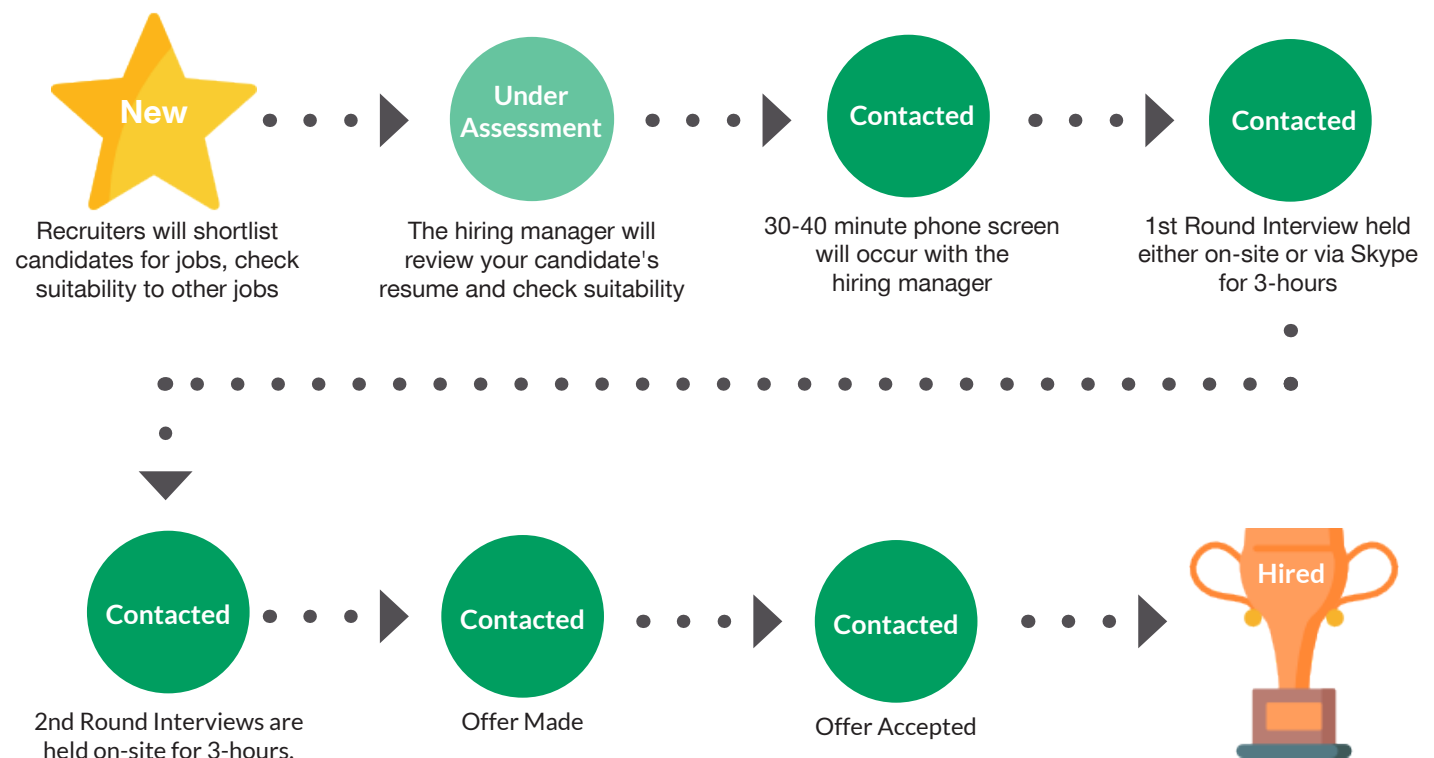 New
Recruiters will shortlist
candidates for jobs, check
suitability to other jobs
Under
Assessment
The hiring manager will
review your candidate's
resume and check suitability
Contacted
30-40 minute phone screen
will occur with the
hiring manager
Contacted
1st Round Interview held
either on-site or via Skype
for 3-hours
Contacted
2nd Round Interviews are
held on-site for 3-hours.
Contacted
Offer Made
Contacted
Offer Accepted
Hired